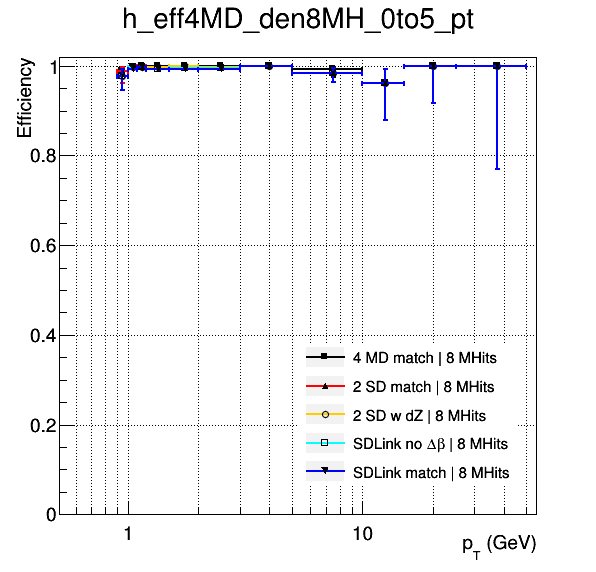 h_eff4MD_den8MH_0to5_pt
Efficiency
1
0.8
0.6
0.4
0.2
0
4 MD match | 8 MHits
2 SD match | 8 MHits
2 SD w dZ | 8 MHits
SDLink no Δβ | 8 MHits
SDLink match | 8 MHits
1 10
p_T (GeV)